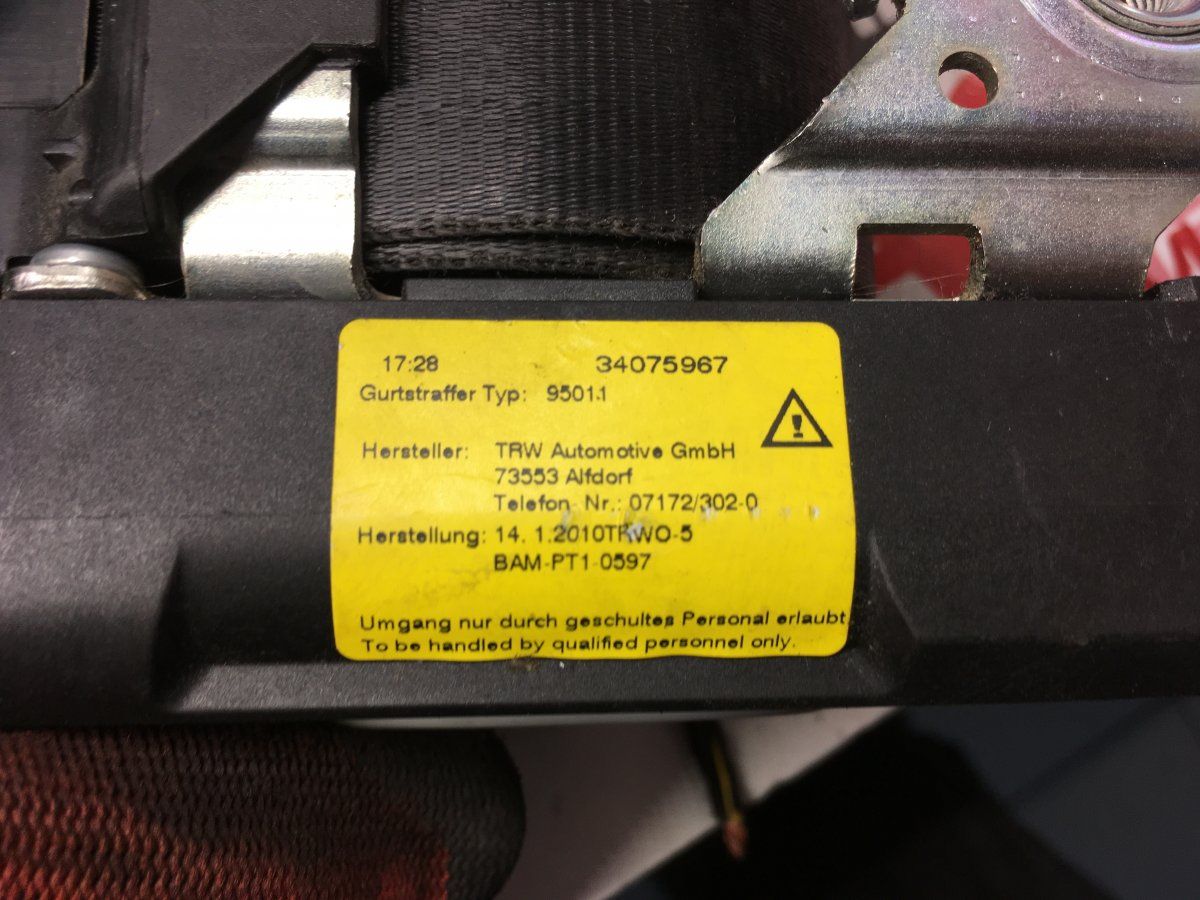 17:28 34075967
Gurtstraffer Typ: 9501.1
Hersteller: TRW Automotive GmbH
73553 Alfdorf
Telefon Nr.: 07172/302-0
Herstellung: 14. 1.2010TRWO-5
BAM-PT1-0597
Umgang nur durch geschultes Personal erlaubt
To be handled by qualified personnel only.